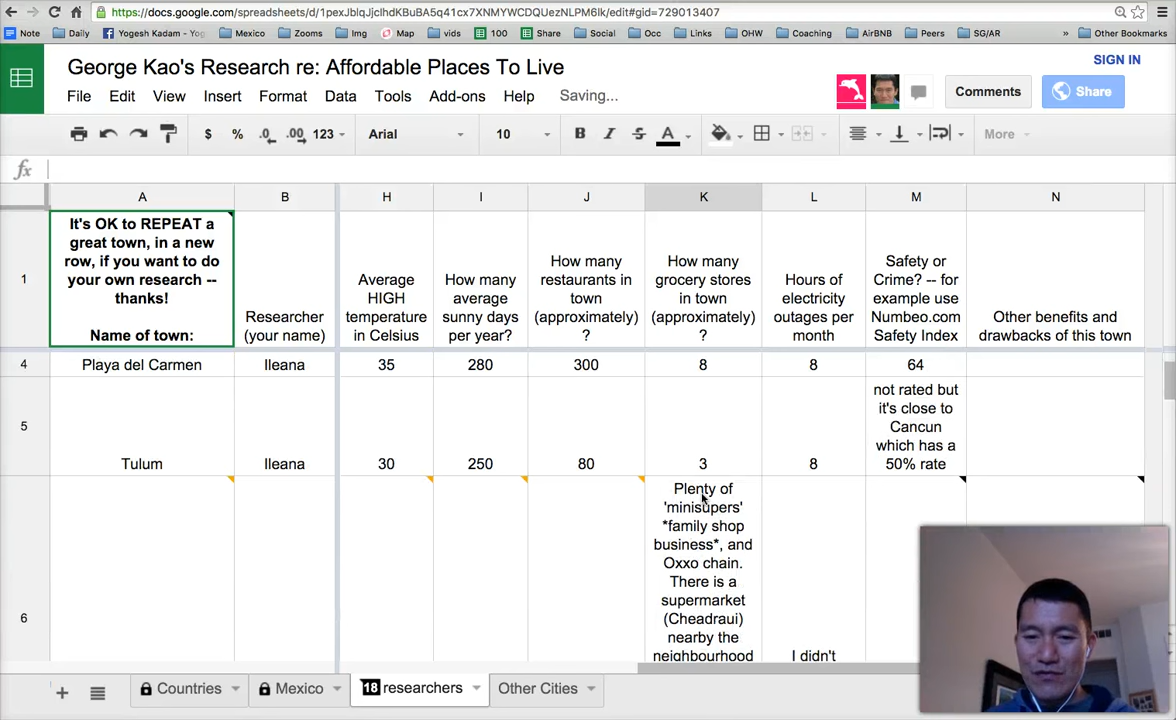 https://docs.google.com/spreadsheets/d/1pexJblqJjclhdKBuBA5q41cx7XNMYWCDQUezNLPM6lk/edit#gid=729013407
Note Daily Yogesh Kadam - Yog Mexico Zooms Img Map vids 100 Share Social Occ Links OHW Coaching AirBNB Peers SG/AR » Other Bookmarks
George Kao's Research re: Affordable Places To Live
SIGN IN
File Edit View Insert Format Data Tools Add-ons Help Saving...
Comments
Share
$ % .0 .00 123 Arial 10 B I S A More
fx
A B H I J K L M N
1
It's OK to REPEAT a
great town, in a new
row, if you want to do
your own research --
thanks!
Name of town:
Researcher
(your name)
Average
HIGH
temperature
in Celsius
How many
average
sunny days
per year?
How many
restaurants in
town
(approximately)
?
How many
grocery stores
in town
(approximately)
?
Hours of
electricity
outages per
month
Safety or
Crime? -- for
example use
Numbeo.com
Safety Index
Other benefits and
drawbacks of this town
4 Playa del Carmen Ileana 35 280 300 8 8 64
5 Tulum Ileana 30 250 80 3 8
not rated but
it's close to
Cancun
which has a
50% rate
6
Plenty of
'minisupers'
*family shop
business*, and
Oxxo chain.
There is a
supermarket
(Cheadraui)
nearby the
neighbourhood
I didn't
+ Countries Mexico 18 researchers Other Cities